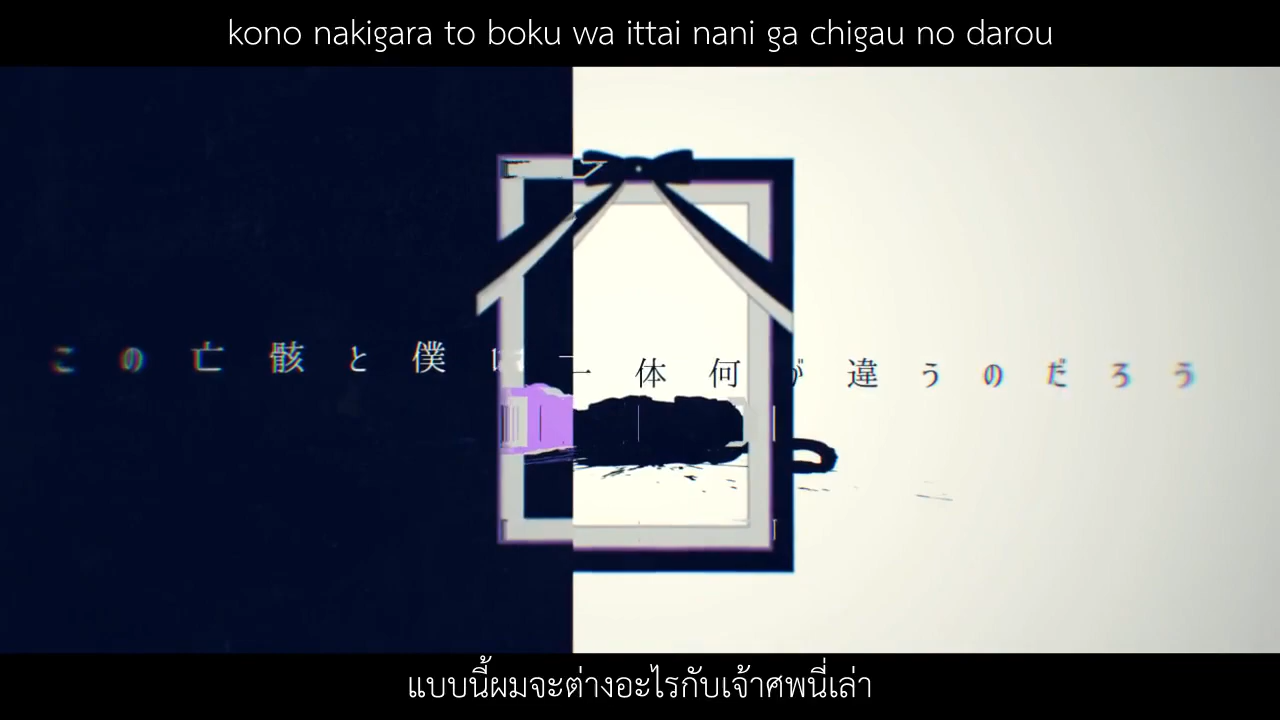 kono nakigara to boku wa ittai nani ga chigau no darou
この亡骸と僕は一体何が違うのだろう
แบบนี้ผมจะต่างอะไรกับเจ้าศพนี่เล่า